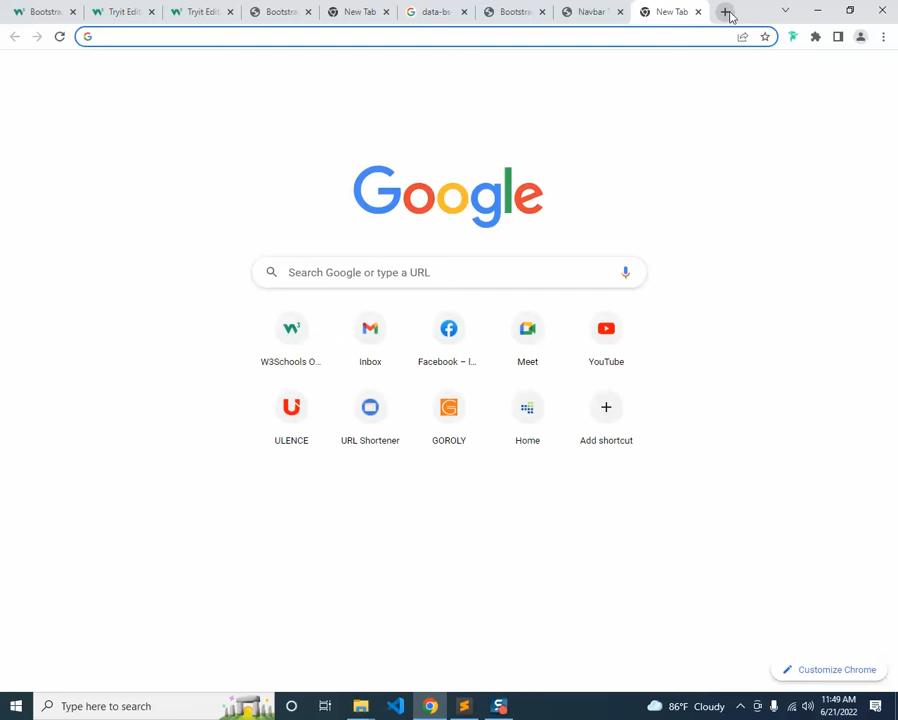 Bootstra
Tryit Edit
Tryit Edit
Bootstra
New Tab
data-bs-
Bootstra
Navbar T
New Tab
Google
Search Google or type a URL
W3Schools O...
Inbox
Facebook – l...
Meet
YouTube
ULENCE
URL Shortener
GOROLY
Home
Add shortcut
Customize Chrome
Type here to search
86°F Cloudy
11:49 AM
6/21/2022